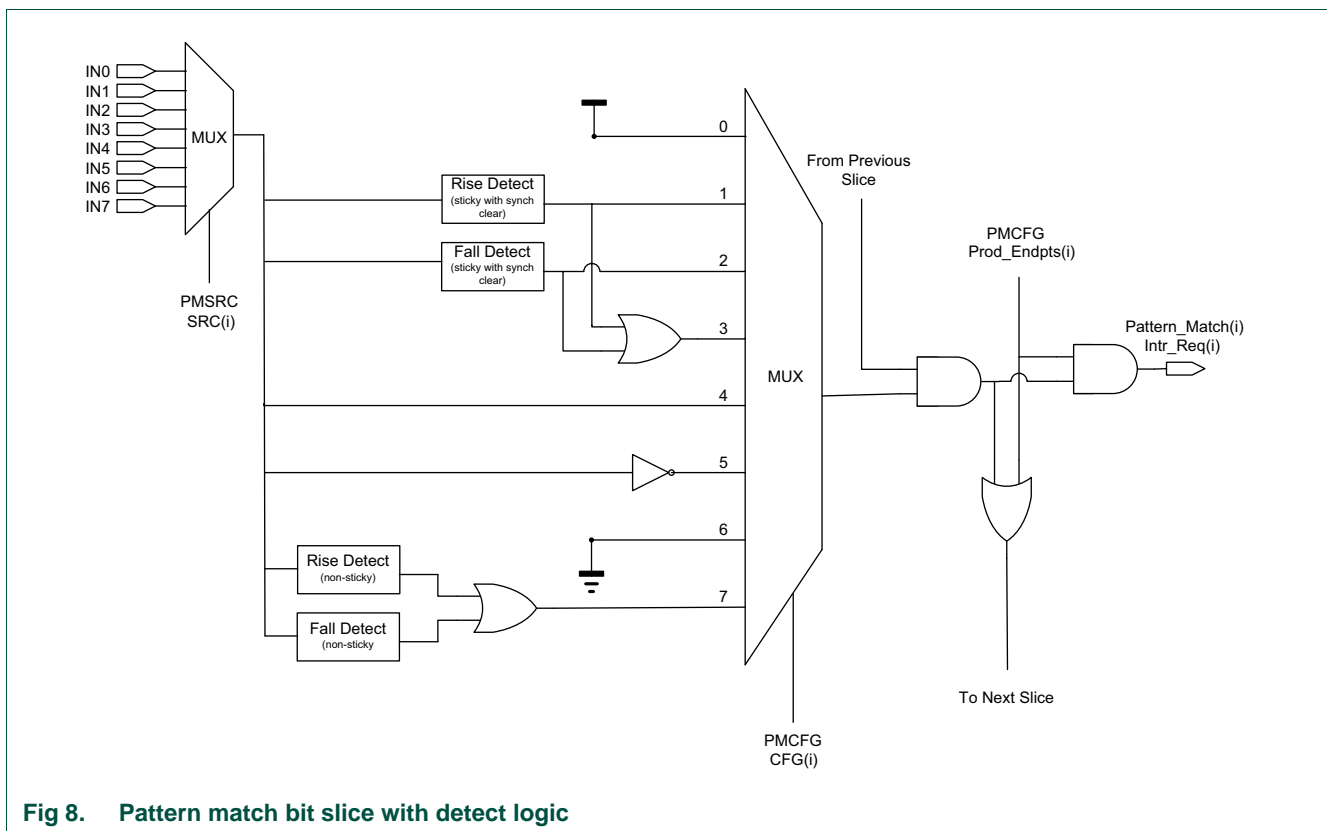 IN0
IN1
IN2
IN3
IN4
IN5
IN6
IN7
MUX
PMSRC
SRC(i)
Rise Detect
(sticky with synch
clear)
Fall Detect
(sticky with synch
clear)
Rise Detect
(non-sticky)
Fall Detect
(non-sticky
0
1
2
3
4
5
6
7
MUX
PMCFG
CFG(i)
From Previous
Slice
PMCFG
Prod_Endpts(i)
Pattern_Match(i)
Intr_Req(i)
To Next Slice
Fig 8. Pattern match bit slice with detect logic